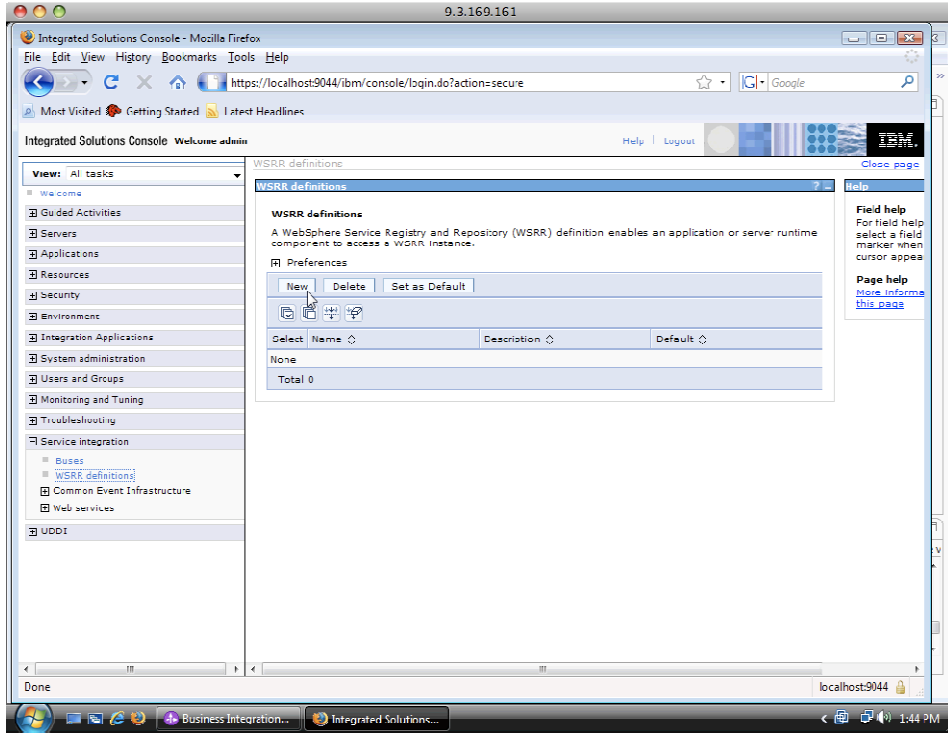 9.3.169.161
Integrated Solutions Console - Mozilla Firefox
File Edit View History Bookmarks Tools Help
https://localhost:9044/ibm/console/login.do?action=secure
Google
Most Visited Getting Started Latest Headlines
Integrated Solutions Console Welcome admin
Help Logout
IBM.
View: All tasks
Welcome
Guided Activities
Servers
Applications
Resources
Security
Environment
Integration Applications
System administration
Users and Groups
Monitoring and Tuning
Troubleshooting
Service integration
Buses
WSRR definitions
Common Event Infrastructure
Web services
UDDI
WSRR definitions
Close page
WSRR definitions ? -
WSRR definitions
A WebSphere Service Registry and Repository (WSRR) definition enables an application or server runtime
component to access a WSRR instance.
Preferences
New Delete Set as Default
Select Name Description Default
None
Total 0
Help
Field help
For field help
select a field
marker when
cursor appea
Page help
More informa
this page
Done
localhost:9044
Business Integration...
Integrated Solutions...
1:44 PM